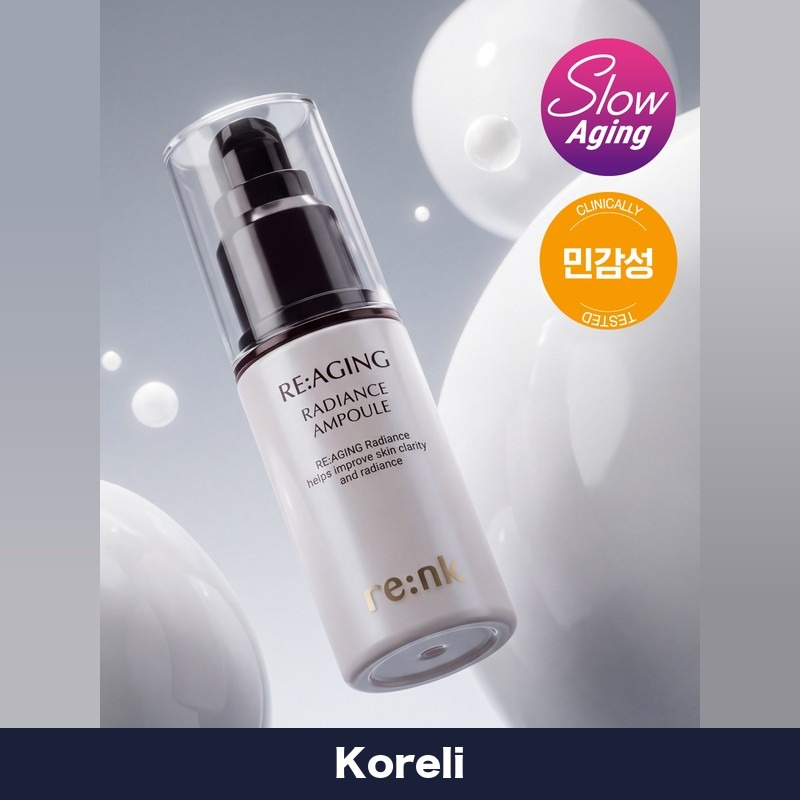 Slow
Aging
CLINICALLY
민감성
TESTED
RE:AGING
RADIANCE
AMPOULE
RE:AGING Radiance
helps improve skin clarity
and radiance
re:nk
Koreli